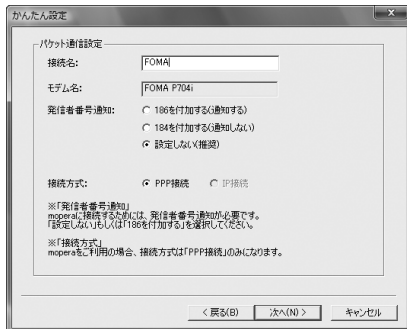 かんたん設定
パケット通信設定
接続名:
FOMA
モデム名:
FOMA P704i
発信者番号通知:
186を付加する(通知する)
184を付加する(通知しない)
設定しない(推奨)
接続方式:
PPP接続
IP接続
※「発信者番号通知」
moperaに接続するためには、発信者番号通知が必要です。
「設定しない」もしくは「186を付加する」を選択してください。
※「接続方式」
moperaをご利用の場合、接続方式は「PPP接続」のみになります。
< 戻る(B)
次へ(N) >
キャンセル